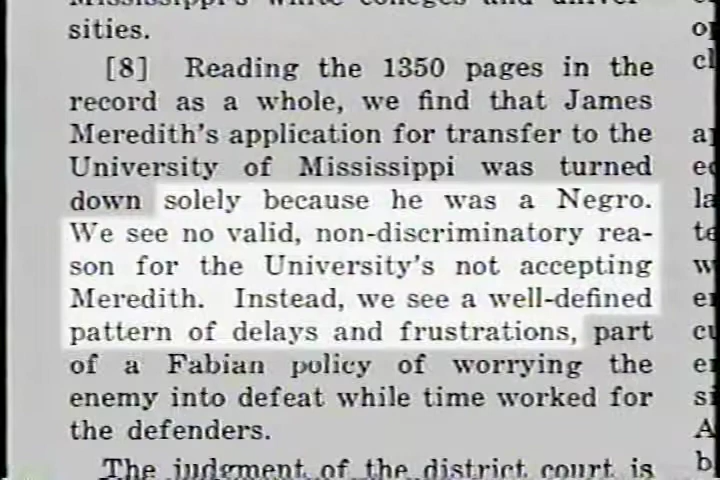 sities.
[8] Reading the 1350 pages in the
record as a whole, we find that James
Meredith's application for transfer to the
University of Mississippi was turned
down solely because he was a Negro.
We see no valid, non-discriminatory rea-
son for the University's not accepting
Meredith. Instead, we see a well-defined
pattern of delays and frustrations, part
of a Fabian policy of worrying the
enemy into defeat while time worked for
the defenders.
The judgment of the district court is